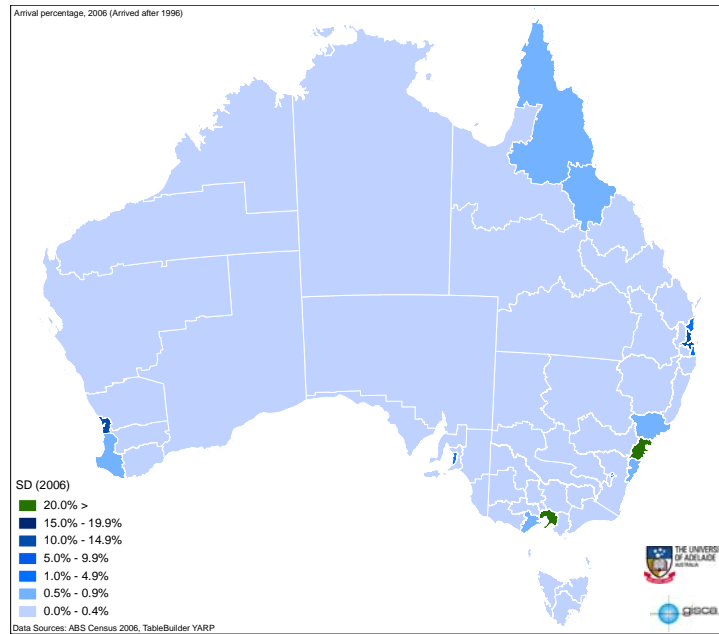 Arrival percentage, 2006 (Arrived after 1996)
SD (2006)
20.0% >
15.0% - 19.9%
10.0% - 14.9%
5.0% - 9.9%
1.0% - 4.9%
0.5% - 0.9%
0.0% - 0.4%
THE UNIVERSI
OF ADELAIDE
AUSTRALIA
gisca
Data Sources: ABS Census 2006, TableBuilder YARP